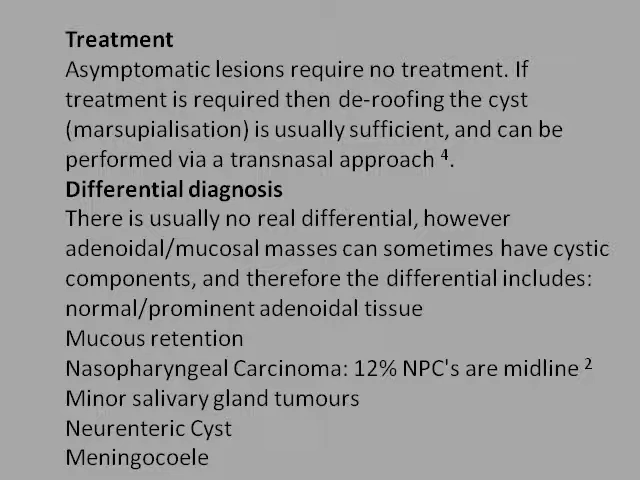 Treatment
Asymptomatic lesions require no treatment. If
treatment is required then de-roofing the cyst
(marsupialisation) is usually sufficient, and can be
performed via a transnasal approach ⁴.
Differential diagnosis
There is usually no real differential, however
adenoidal/mucosal masses can sometimes have cystic
components, and therefore the differential includes:
normal/prominent adenoidal tissue
Mucous retention
Nasopharyngeal Carcinoma: 12% NPC's are midline ²
Minor salivary gland tumours
Neurenteric Cyst
Meningocoele